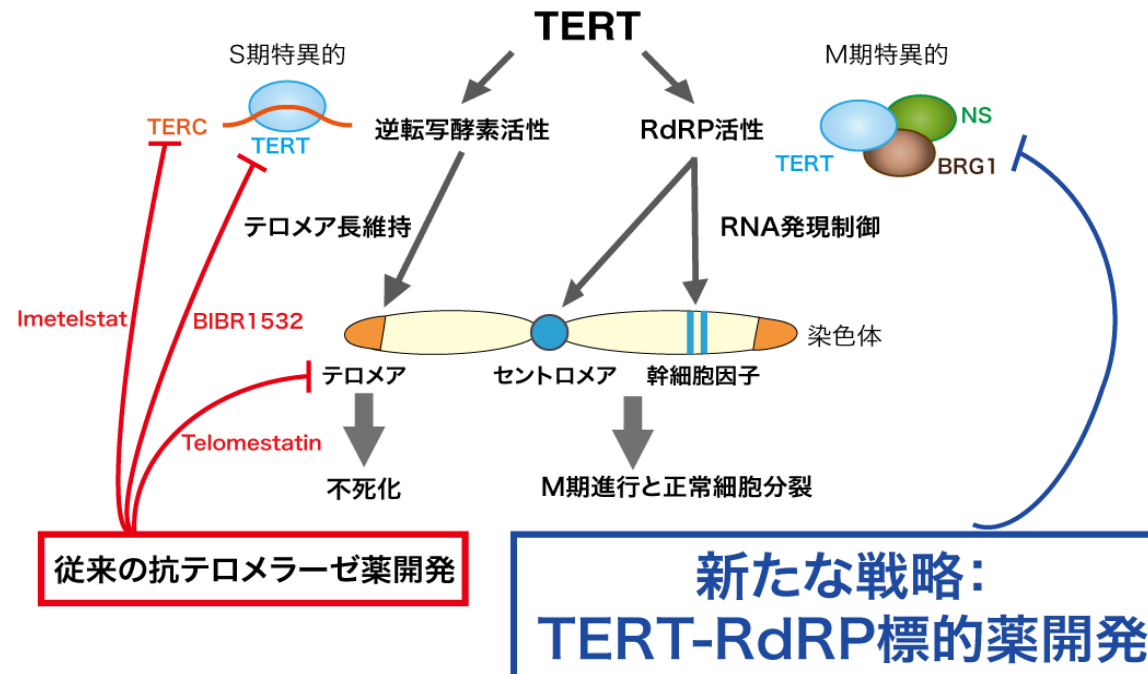 TERT
S期特異的
M期特異的
TERC
TERT
逆転写酵素活性
RdRP活性
NS
TERT
BRG1
テロメア長維持
RNA発現制御
Imetelstat
BIBR1532
染色体
テロメア
セントロメア
幹細胞因子
Telomestatin
不死化
M期進行と正常細胞分裂
従来の抗テロメラーゼ薬開発
新たな戦略：
TERT-RdRP標的薬開発